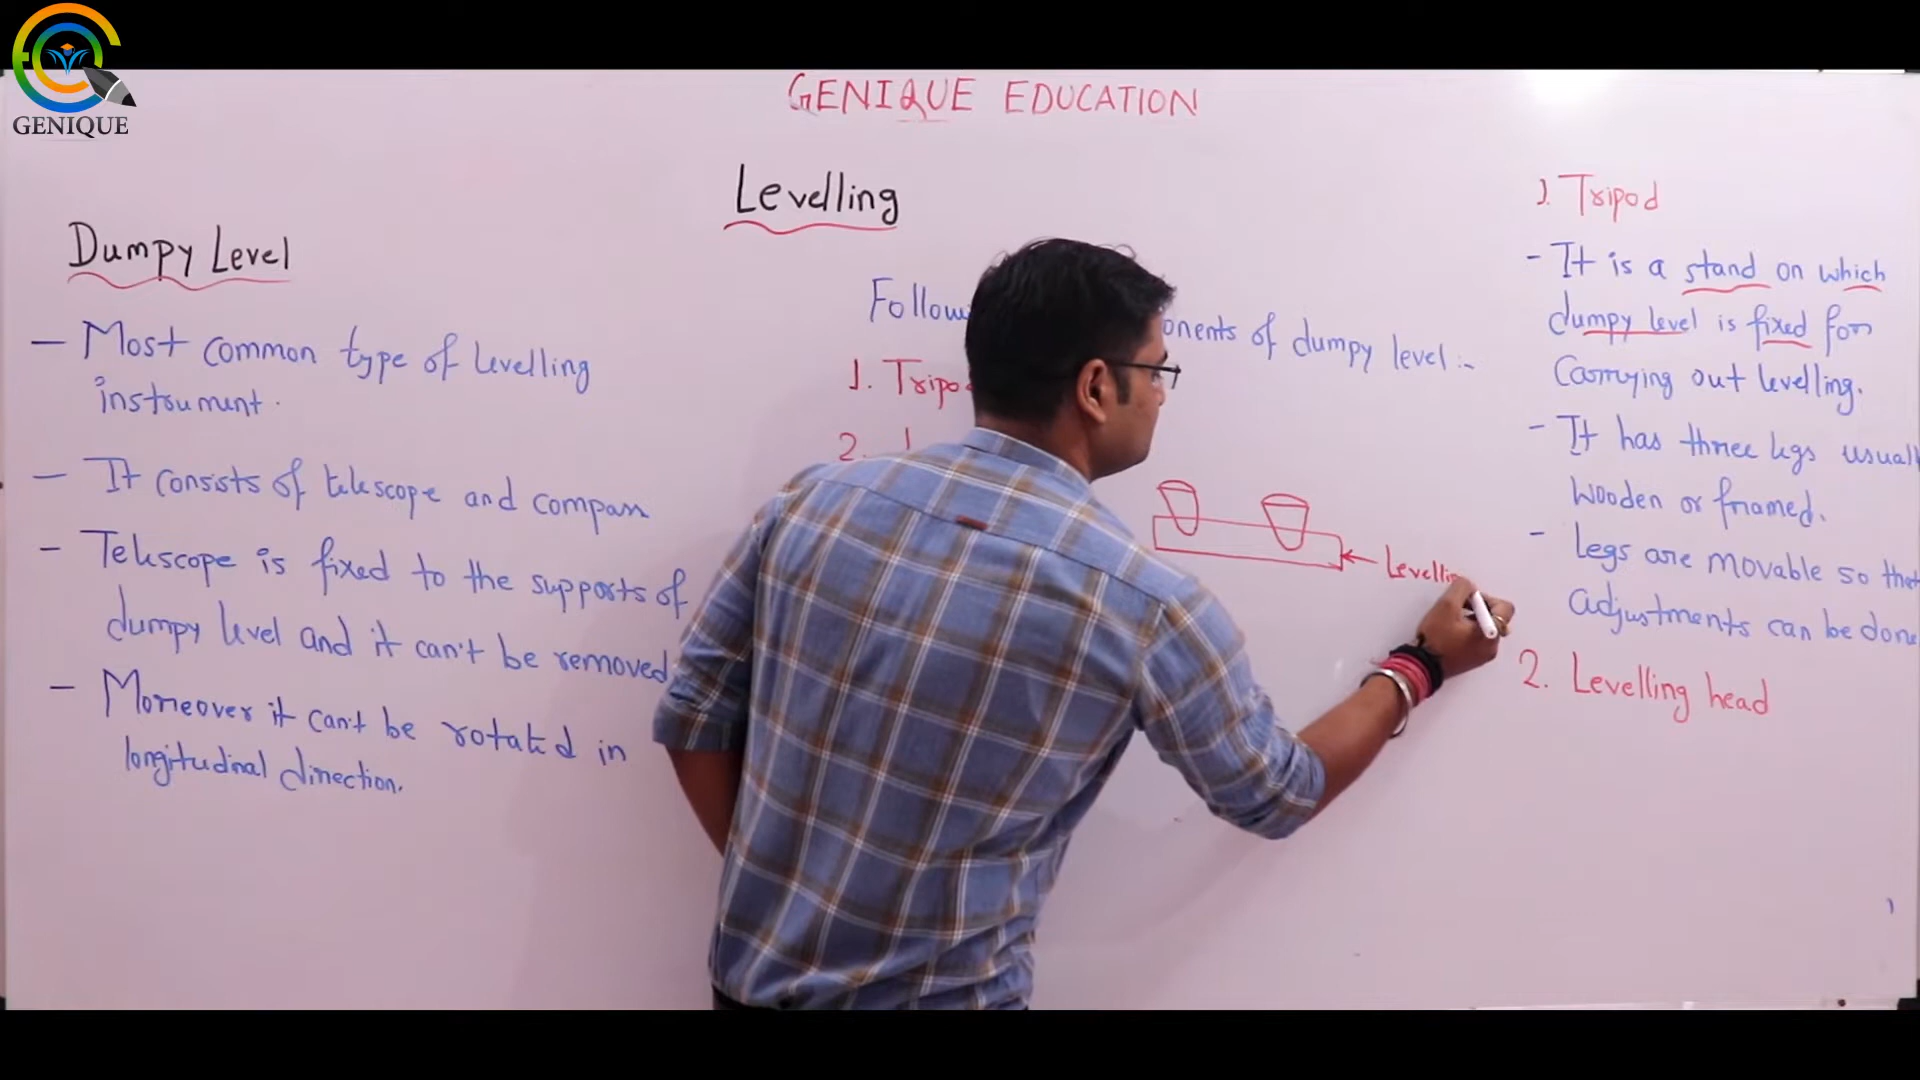 GENIQUE
GENIQUE EDUCATION
Levelling
Dumpy Level
— Most common type of levelling
instrument.
— It consists of telescope and compass
- Telescope is fixed to the supports of
dumpy level and it can't be removed
- Moreover it can't be rotated in
longitudinal direction.
of dumpy level :-
1.
2.
←
1. Tripod
- It is a stand on which
dumpy level is fixed for
Carrying out levelling.
- It has three legs
Wooden or framed.
- Legs are movable so
adjustments can be done
2. Levelling head